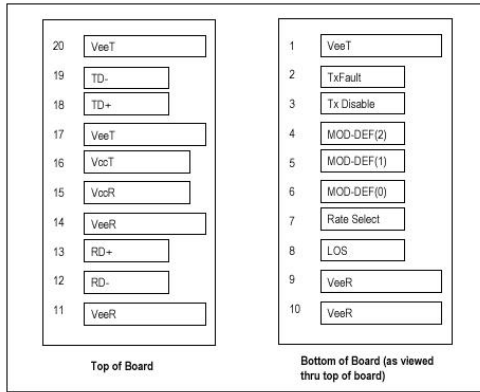 20 VeeT
19 TD-
18 TD+
17 VeeT
16 VccT
15 VccR
14 VeeR
13 RD+
12 RD-
11 VeeR
Top of Board
1 VeeT
2 TxFault
3 Tx Disable
4 MOD-DEF(2)
5 MOD-DEF(1)
6 MOD-DEF(0)
7 Rate Select
8 LOS
9 VeeR
10 VeeR
Bottom of Board (as viewed
thru top of board)